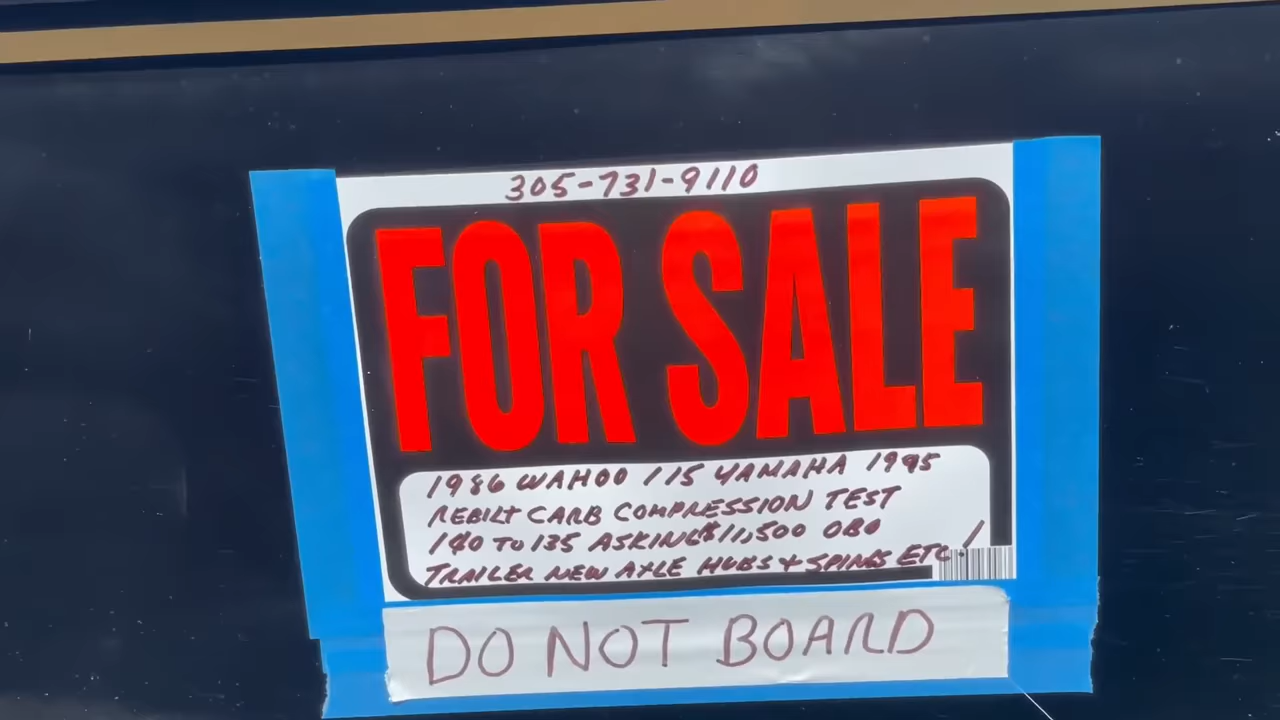 305-731-9110
FOR SALE
1986 WAHOO 115 YAMAHA 1995
REBILT CARB COMPRESSION TEST
140 TO 135 ASKING $11,500 OBO
TRAILER NEW AXLE HUBS & SPINS ETC.!
DO NOT BOARD